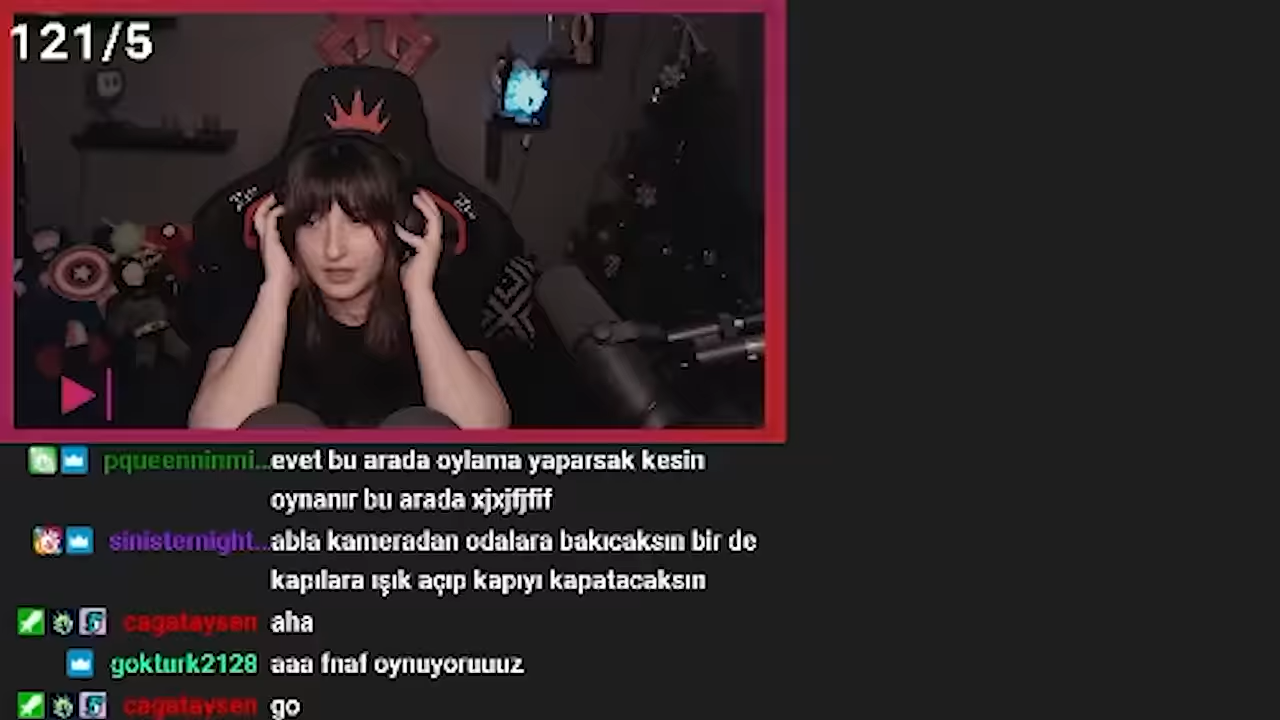 121/5
pqueenninmi...evet bu arada oylama yaparsak kesin
oynanır bu arada xjxjfjfif
sinisternight...abla kameradan odalara bakıcaksın bir de
kapılara ışık açıp kapıyı kapatacaksın
cagataysen aha
gokturk2128 aaa fnaf oynuyoruuuz
cagataysen go